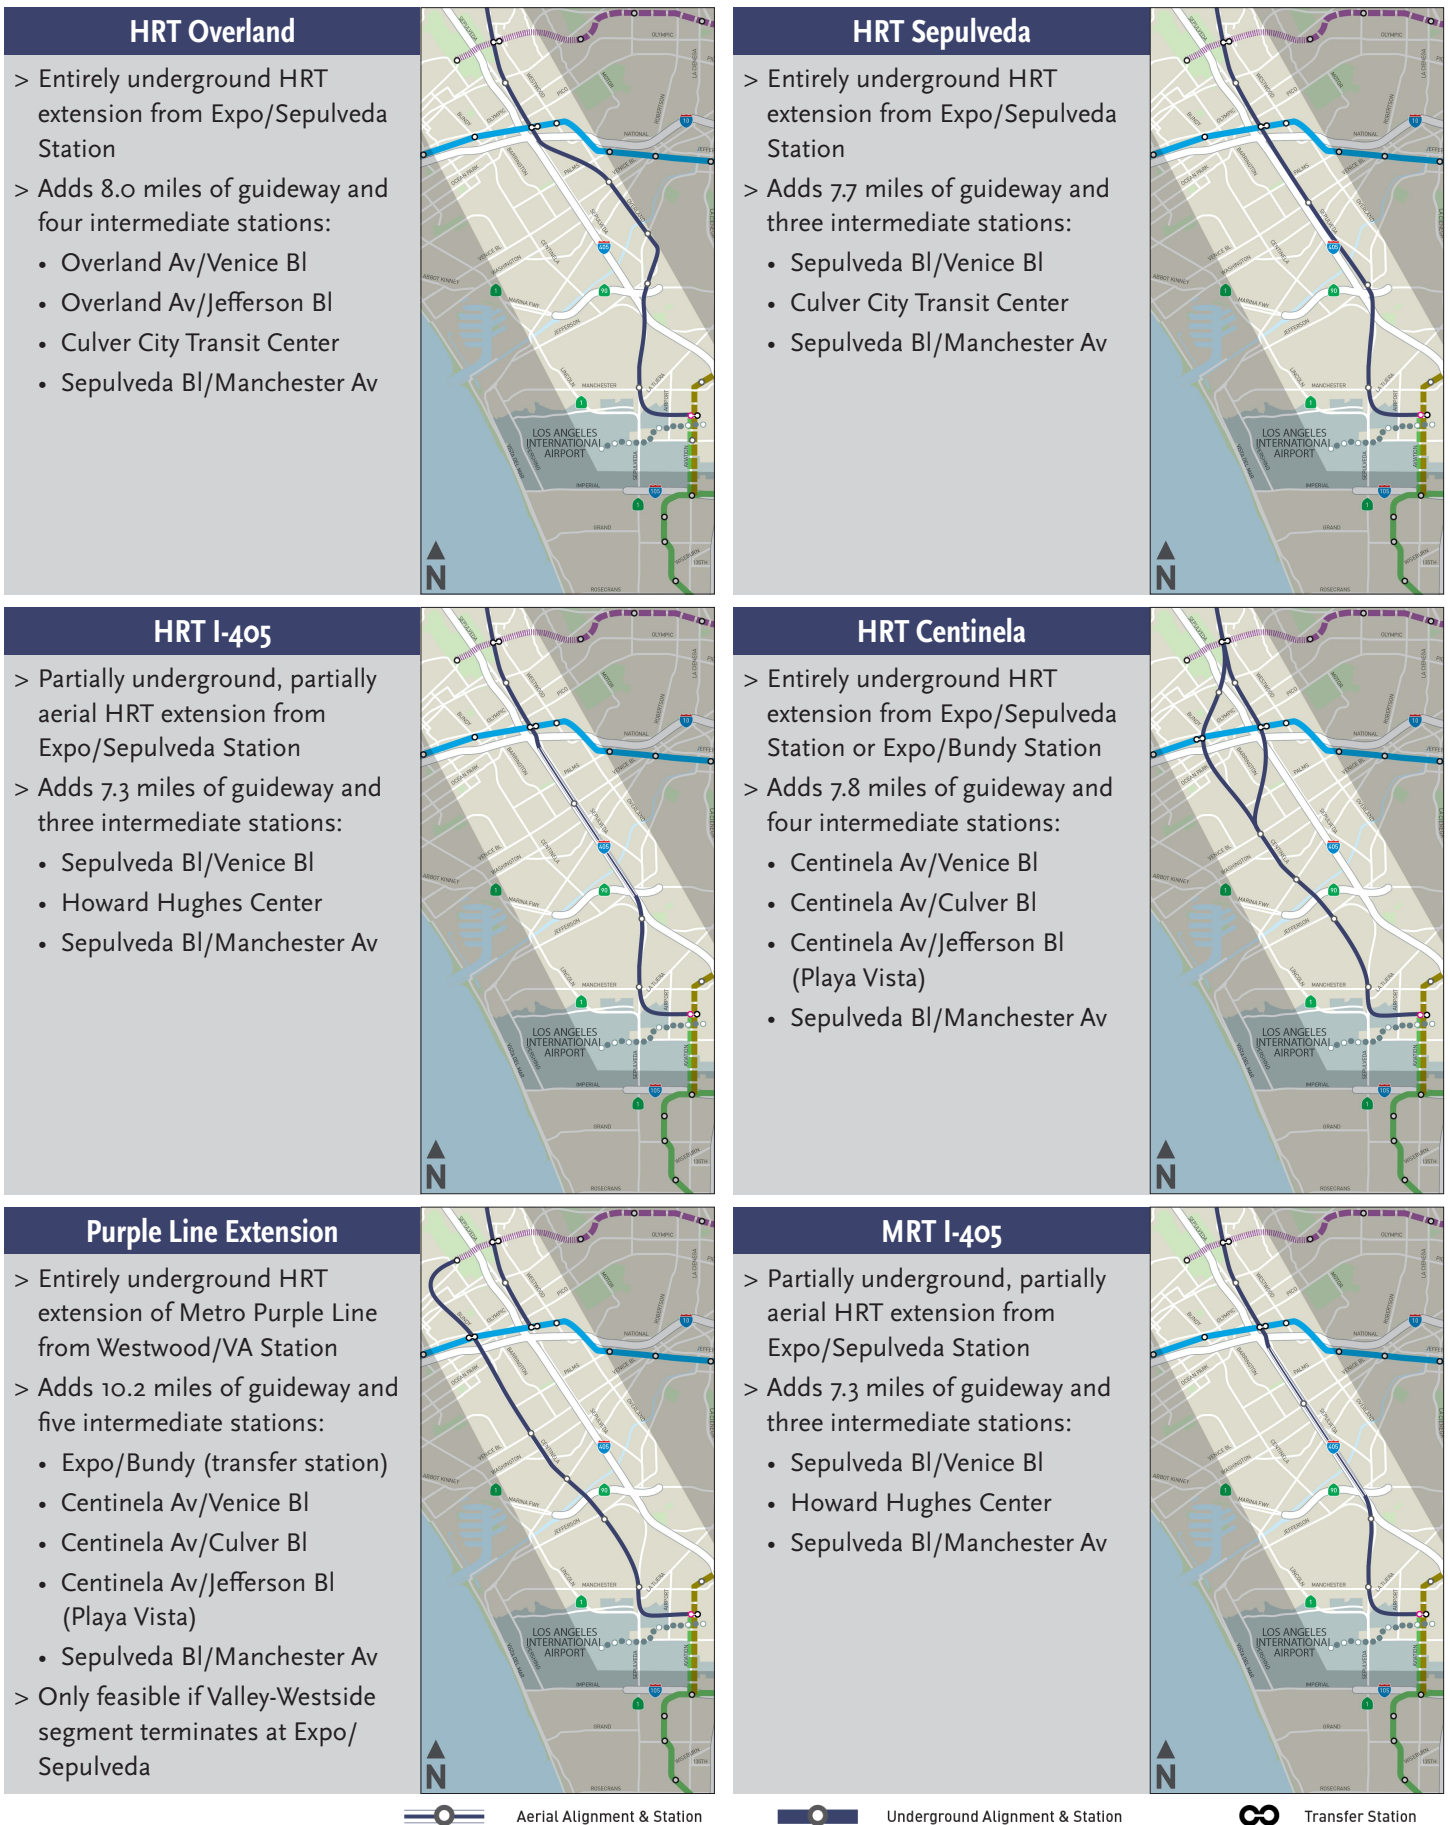 HRT Overland
> Entirely underground HRT
extension from Expo/Sepulveda
Station
> Adds 8.0 miles of guideway and
four intermediate stations:
• Overland Av/Venice Bl
• Overland Av/Jefferson Bl
• Culver City Transit Center
• Sepulveda Bl/Manchester Av
LOS ANGELES
INTERNATIONAL
AIRPORT
N
HRT Sepulveda
> Entirely underground HRT
extension from Expo/Sepulveda
Station
> Adds 7.7 miles of guideway and
three intermediate stations:
• Sepulveda Bl/Venice Bl
• Culver City Transit Center
• Sepulveda Bl/Manchester Av
LOS ANGELES
INTERNATIONAL
AIRPORT
N
HRT I-405
> Partially underground, partially
aerial HRT extension from
Expo/Sepulveda Station
> Adds 7.3 miles of guideway and
three intermediate stations:
• Sepulveda Bl/Venice Bl
• Howard Hughes Center
• Sepulveda Bl/Manchester Av
LOS ANGELES
INTERNATIONAL
AIRPORT
N
HRT Centinela
> Entirely underground HRT
extension from Expo/Sepulveda
Station or Expo/Bundy Station
> Adds 7.8 miles of guideway and
four intermediate stations:
• Centinela Av/Venice Bl
• Centinela Av/Culver Bl
• Centinela Av/Jefferson Bl
(Playa Vista)
• Sepulveda Bl/Manchester Av
LOS ANGELES
INTERNATIONAL
AIRPORT
N
Purple Line Extension
> Entirely underground HRT
extension of Metro Purple Line
from Westwood/VA Station
> Adds 10.2 miles of guideway and
five intermediate stations:
• Expo/Bundy (transfer station)
• Centinela Av/Venice Bl
• Centinela Av/Culver Bl
• Centinela Av/Jefferson Bl
(Playa Vista)
• Sepulveda Bl/Manchester Av
> Only feasible if Valley-Westside
segment terminates at Expo/
Sepulveda
LOS ANGELES
INTERNATIONAL
AIRPORT
N
MRT I-405
> Partially underground, partially
aerial HRT extension from
Expo/Sepulveda Station
> Adds 7.3 miles of guideway and
three intermediate stations:
• Sepulveda Bl/Venice Bl
• Howard Hughes Center
• Sepulveda Bl/Manchester Av
LOS ANGELES
INTERNATIONAL
AIRPORT
N
Aerial Alignment & Station
Underground Alignment & Station
Transfer Station